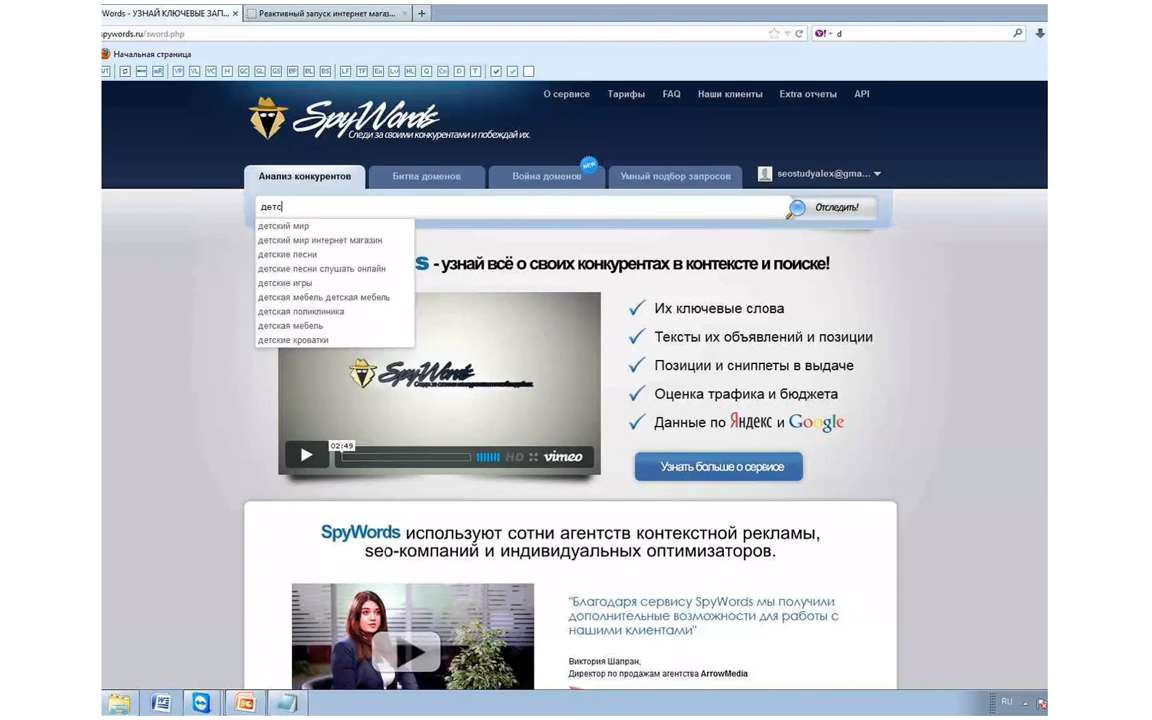 Words - УЗНАЙ КЛЮЧЕВЫЕ ЗАП...
Реактивный запуск интернет магаз...
spywords.ru/sword.php
d
Начальная страница
О сервисе Тарифы FAQ Наши клиенты Extra отчеты API
SpyWords
Следи за своими конкурентами и побеждай их.
Анализ конкурентов Битва доменов Война доменов NEW Умный подбор запросов seostudyalex@gma...
детс Отследить!
детский мир
детский мир интернет магазин
детские песни
детские песни слушать онлайн
детские игры
детская мебель детская мебель
детская поликлиника
детская мебель
детские кроватки
s - узнай всё о своих конкурентах в контексте и поиске!
SpyWords
02:49
HD vimeo
Их ключевые слова
Тексты их объявлений и позиции
Позиции и сниппеты в выдаче
Оценка трафика и бюджета
Данные по Яндекс и Google
Узнать больше о сервисе
SpyWords используют сотни агентств контекстной рекламы,
seo-компаний и индивидуальных оптимизаторов.
"Благодаря сервису SpyWords мы получили
дополнительные возможности для работы с
нашими клиентами"
Виктория Шапран,
Директор по продажам агентства ArrowMedia
RU